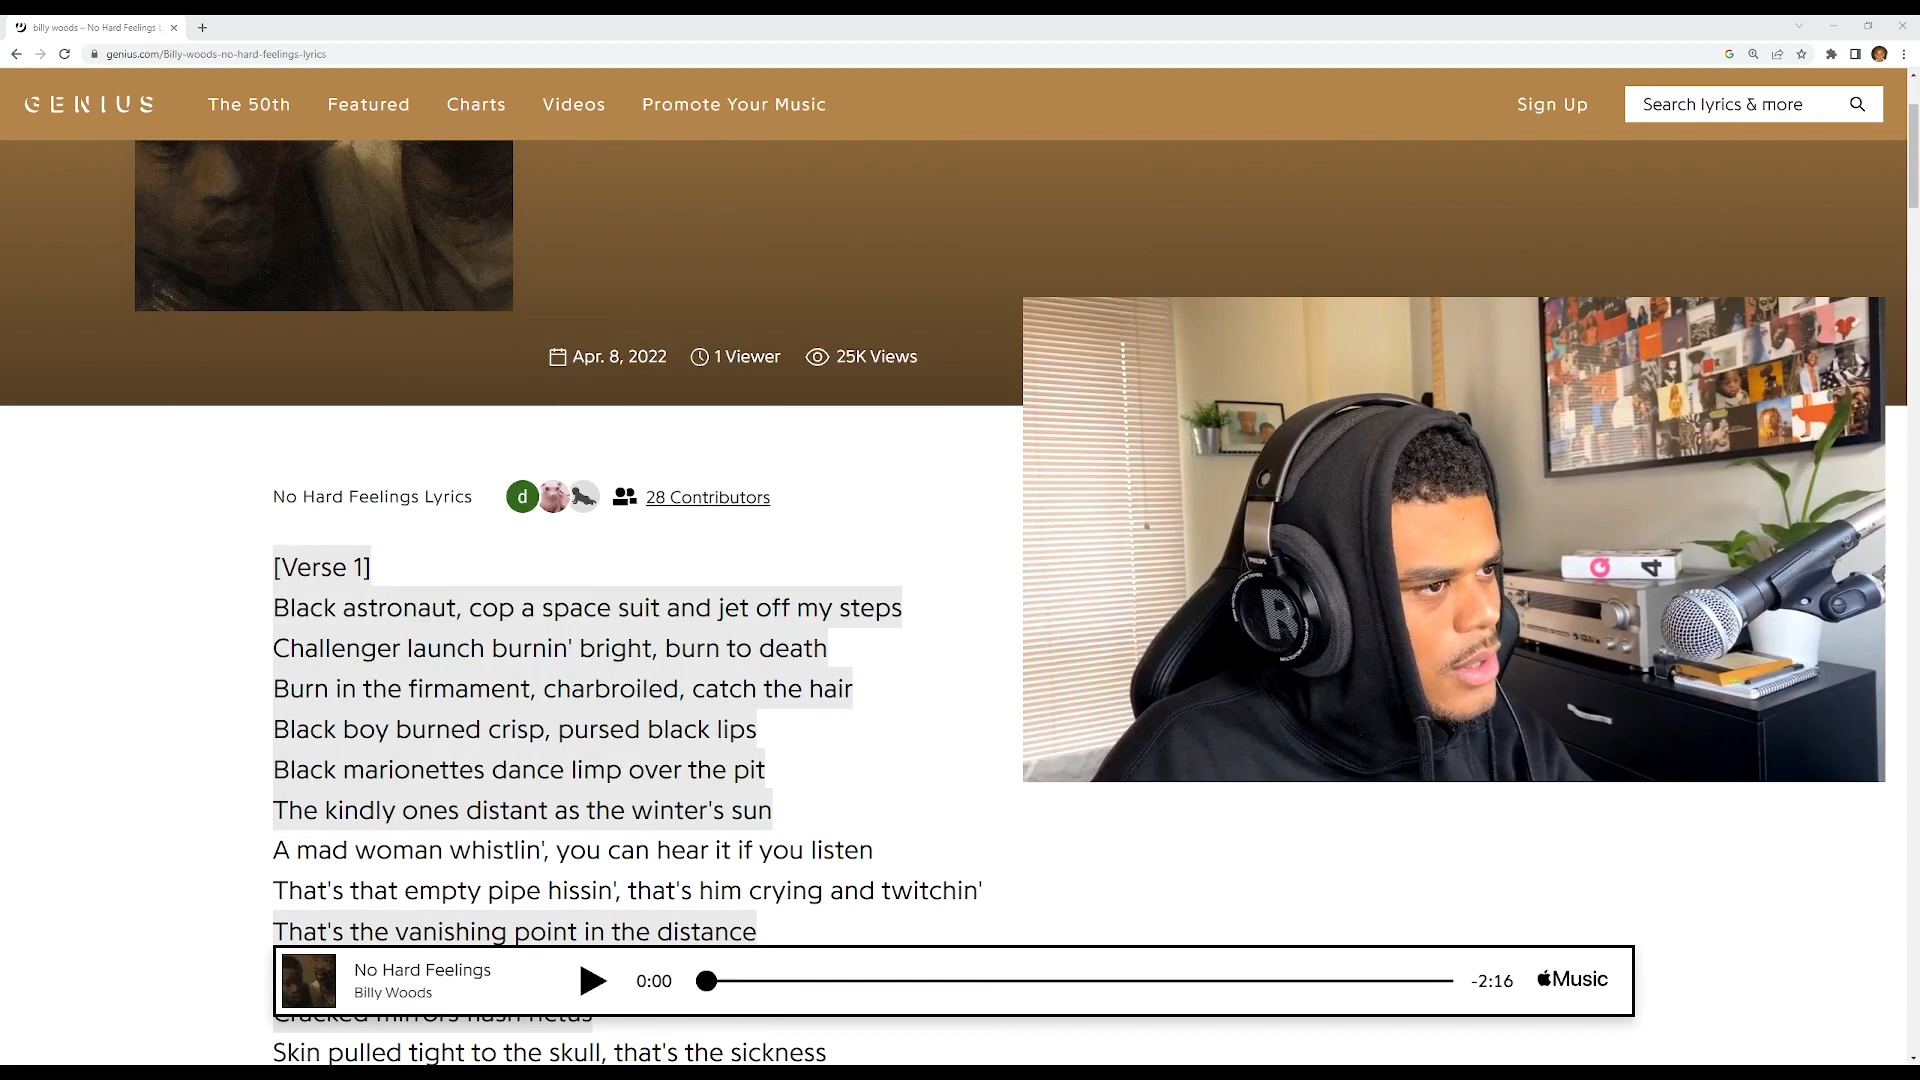 billy woods – No Hard Feelings L
genius.com/Billy-woods-no-hard-feelings-lyrics
GENIUS
The 50th
Featured
Charts
Videos
Promote Your Music
Sign Up
Search lyrics & more
Apr. 8, 2022
1 Viewer
25K Views
No Hard Feelings Lyrics
d
28 Contributors
[Verse 1]
Black astronaut, cop a space suit and jet off my steps
Challenger launch burnin' bright, burn to death
Burn in the firmament, charbroiled, catch the hair
Black boy burned crisp, pursed black lips
Black marionettes dance limp over the pit
The kindly ones distant as the winter's sun
A mad woman whistlin', you can hear it if you listen
That's that empty pipe hissin', that's him crying and twitchin'
That's the vanishing point in the distance
PHILIPS
R
Q
4
No Hard Feelings
Billy Woods
0:00
-2:16
Music
Cracked mirrors flash
Skin pulled tight to the skull, that's the sickness